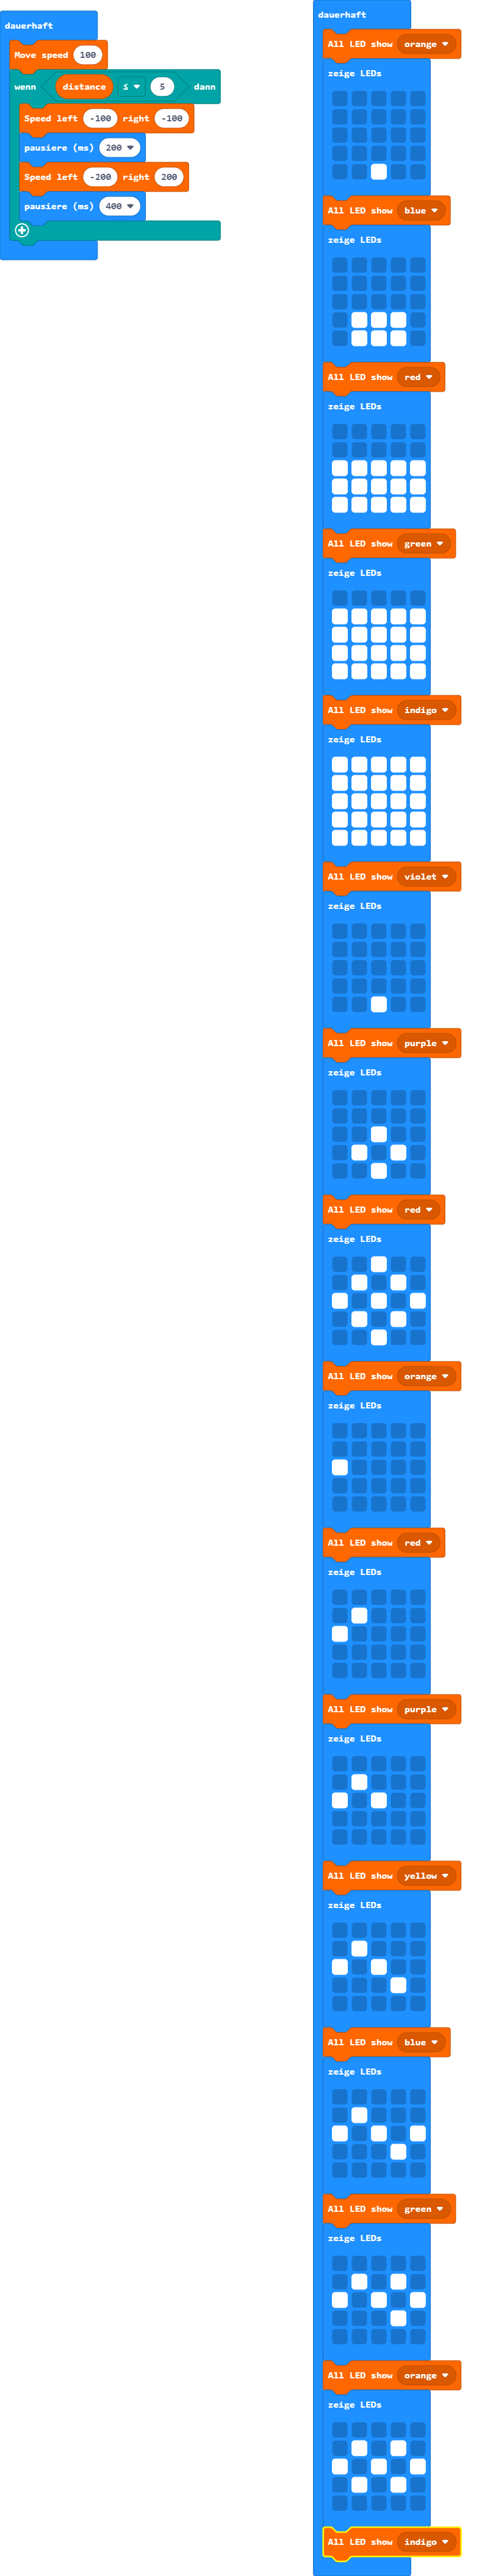 dauerhaft
Move speed 100
wenn distance ≤ 5 dann
Speed left -100 right -100
pausiere (ms) 200
Speed left -200 right 200
pausiere (ms) 400
dauerhaft
All LED show orange
zeige LEDs
All LED show blue
zeige LEDs
All LED show red
zeige LEDs
All LED show green
zeige LEDs
All LED show indigo
zeige LEDs
All LED show violet
zeige LEDs
All LED show purple
zeige LEDs
All LED show red
zeige LEDs
All LED show orange
zeige LEDs
All LED show red
zeige LEDs
All LED show purple
zeige LEDs
All LED show yellow
zeige LEDs
All LED show blue
zeige LEDs
All LED show green
zeige LEDs
All LED show orange
zeige LEDs
All LED show indigo